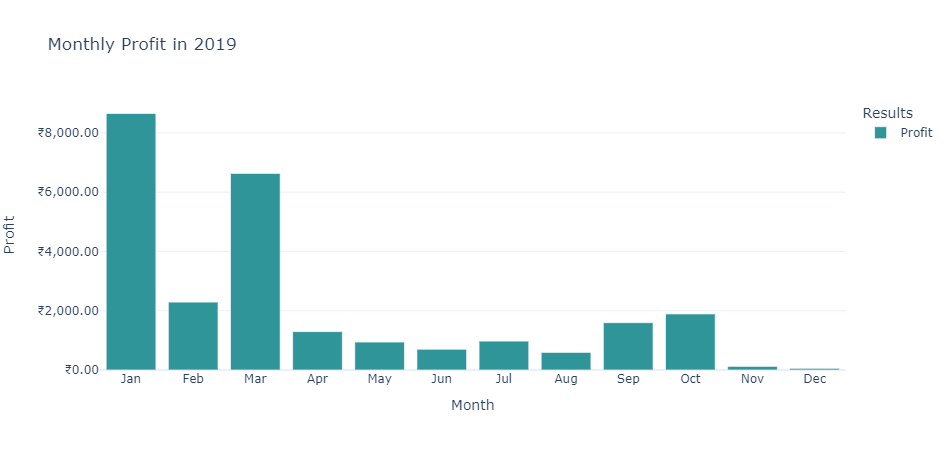 Monthly Profit in 2019
Results
Profit
₹8,000.00
₹6,000.00
₹4,000.00
₹2,000.00
₹0.00
Profit
Jan Feb Mar Apr May Jun Jul Aug Sep Oct Nov Dec
Month